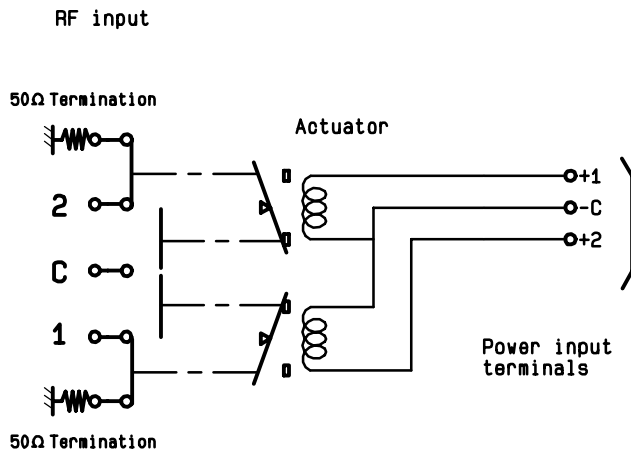 RF input
50Ω Termination
Actuator
+1
2
-C
+2
C
1
Power input
terminals
50Ω Termination